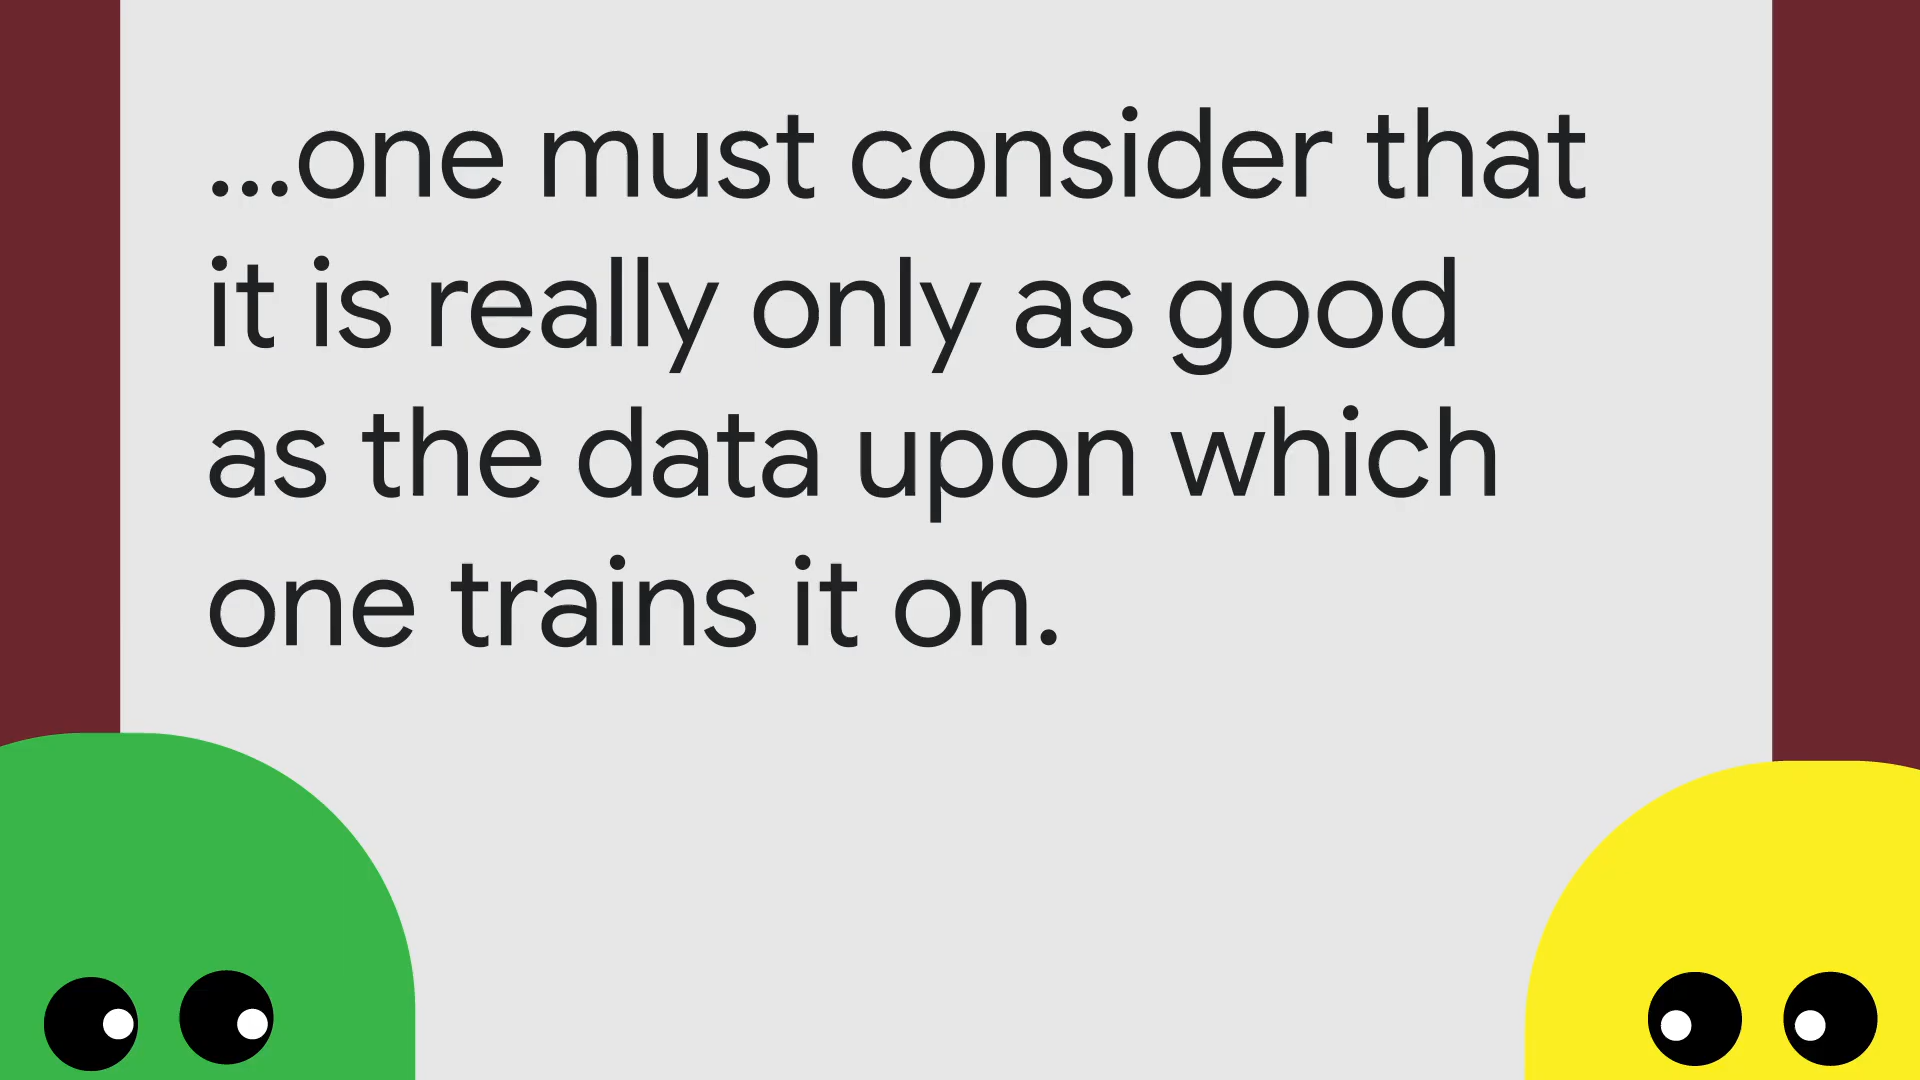 ...one must consider that
it is really only as good
as the data upon which
one trains it on.